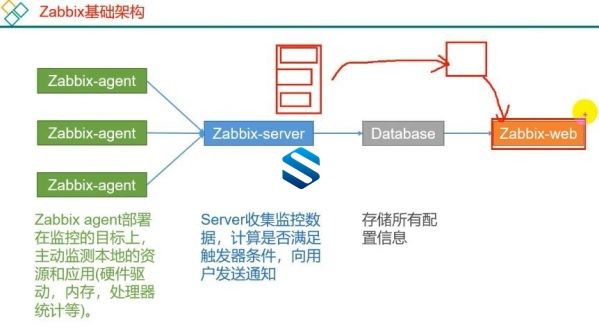 Zabbix基础架构
Zabbix-agent
Zabbix-agent
Zabbix-server
Database
Zabbix-web
Zabbix-agent
Zabbix agent部署
在监控的目标上，
主动监测本地的资
源和应用(硬件驱
动，内存，处理器
统计等)。
Server收集监控数
据，计算是否满足
触发器条件，向用
户发送通知
存储所有配
置信息